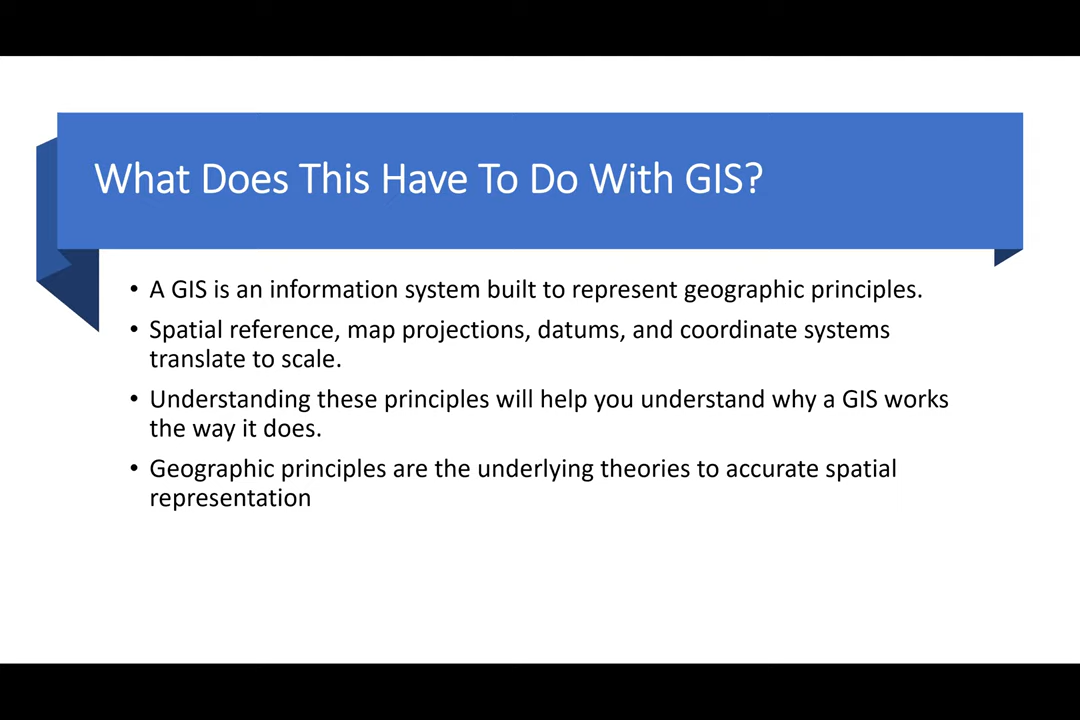 What Does This Have To Do With GIS?
• A GIS is an information system built to represent geographic principles.
• Spatial reference, map projections, datums, and coordinate systems
translate to scale.
• Understanding these principles will help you understand why a GIS works
the way it does.
• Geographic principles are the underlying theories to accurate spatial
representation